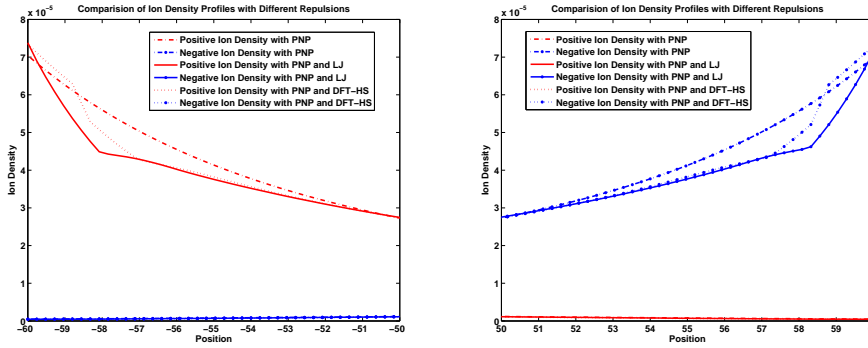 Comparision of Ion Density Profiles with Different Repulsions
x 10⁻⁵
8
7
6
5
4
3
2
1
0
Ion Density
Positive Ion Density with PNP
Negative Ion Density with PNP
Positive Ion Density with PNP and LJ
Negative Ion Density with PNP and LJ
Positive Ion Density with PNP and DFT−HS
Negative Ion Density with PNP and DFT−HS
−60 −59 −58 −57 −56 −55 −54 −53 −52 −51 −50
Position
Comparision of Ion Density Profiles with Different Repulsions
x 10⁻⁵
8
7
6
5
4
3
2
1
0
Ion Density
Positive Ion Density with PNP
Negative Ion Density with PNP
Positive Ion Density with PNP and LJ
Negative Ion Density with PNP and LJ
Positive Ion Density with PNP and DFT−HS
Negative Ion Density with PNP and DFT−HS
50 51 52 53 54 55 56 57 58 59
Position